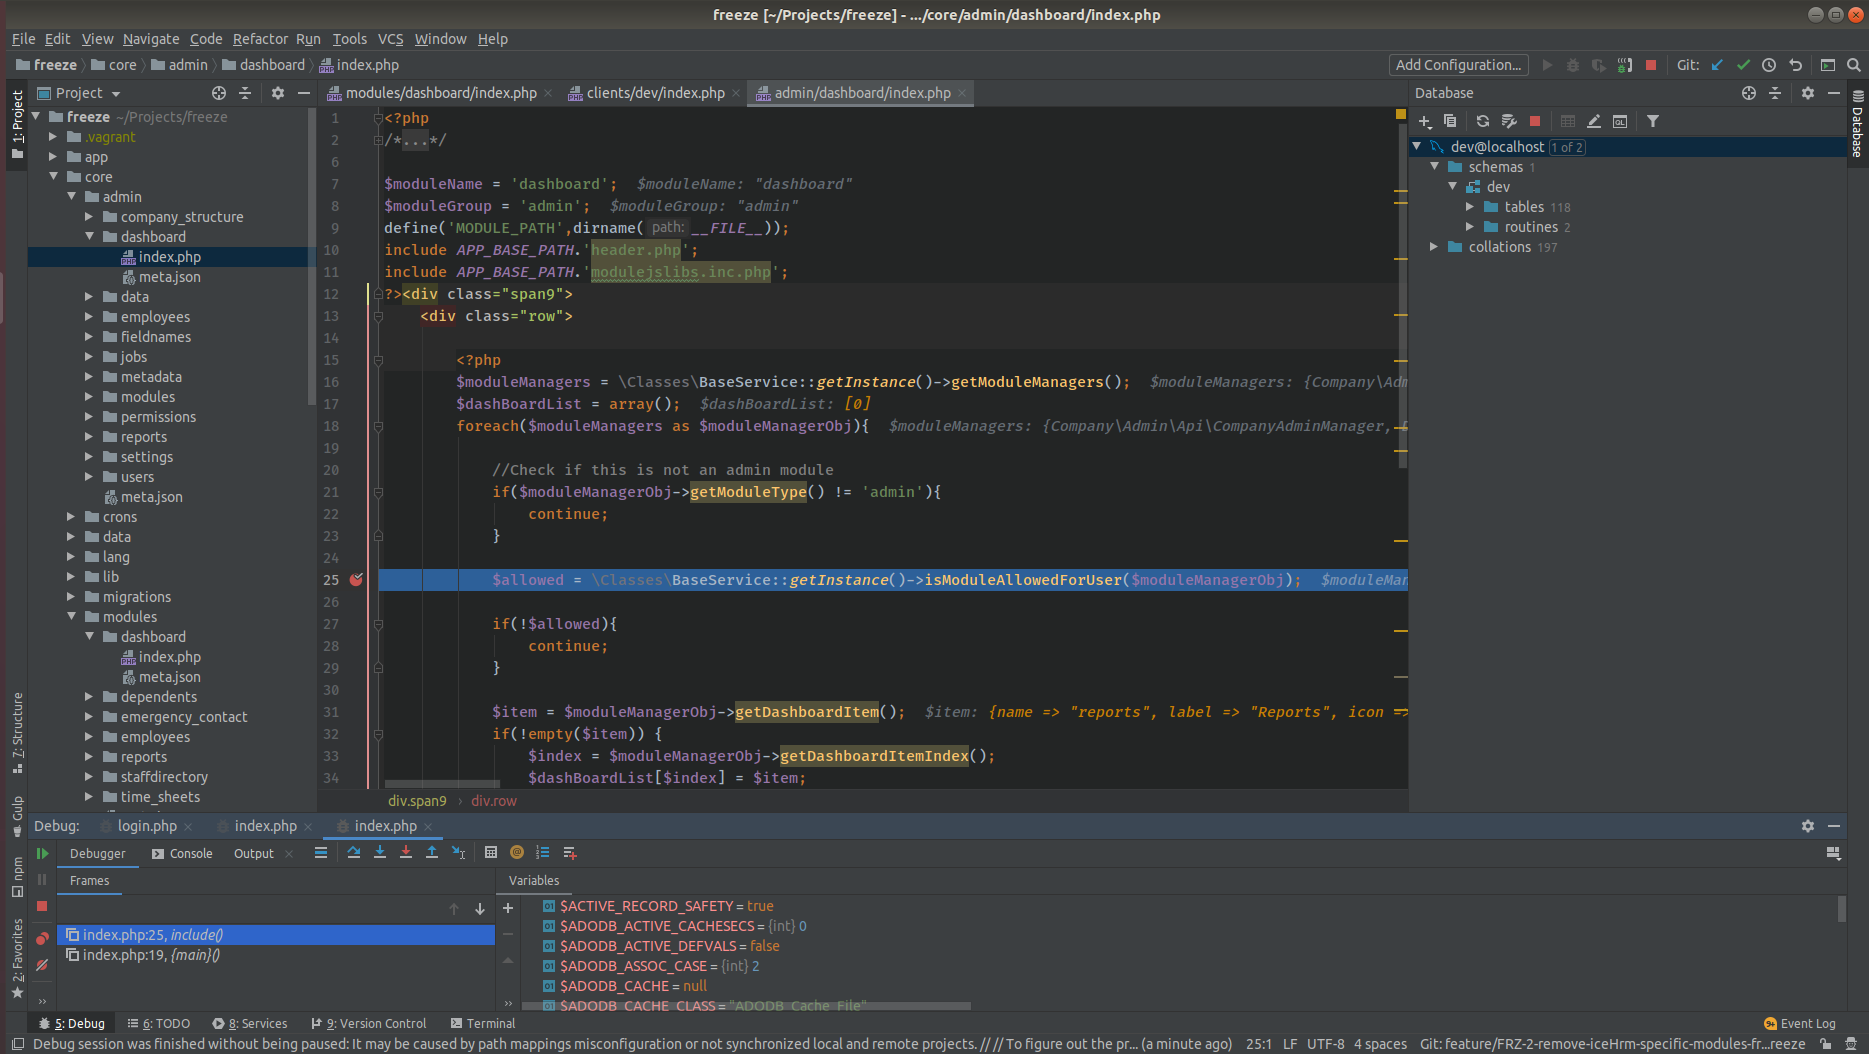 freeze [~/Projects/freeze] - .../core/admin/dashboard/index.php
File Edit View Navigate Code Refactor Run Tools VCS Window Help
freeze core admin dashboard index.php
Add Configuration... Git:
1: Project
Project
modules/dashboard/index.php clients/dev/index.php admin/dashboard/index.php
Database
freeze ~/Projects/freeze
.vagrant
app
core
admin
company_structure
dashboard
index.php
meta.json
data
employees
fieldnames
jobs
metadata
modules
permissions
reports
settings
users
meta.json
crons
data
lang
lib
migrations
modules
dashboard
index.php
meta.json
dependents
emergency_contact
employees
reports
staffdirectory
time_sheets
1 <?php
2 /*...*/
6
7 $moduleName = 'dashboard'; $moduleName: "dashboard"
8 $moduleGroup = 'admin'; $moduleGroup: "admin"
9 define('MODULE_PATH',dirname( path: __FILE__));
10 include APP_BASE_PATH.'header.php';
11 include APP_BASE_PATH.'modulejslibs.inc.php';
12 ?><div class="span9">
13 <div class="row">
14
15 <?php
16 $moduleManagers = \Classes\BaseService::getInstance()->getModuleManagers(); $moduleManagers: {Company\Adm
17 $dashBoardList = array(); $dashBoardList: [0]
18 foreach($moduleManagers as $moduleManagerObj){ $moduleManagers: {Company\Admin\Api\CompanyAdminManager,
19
20 //Check if this is not an admin module
21 if($moduleManagerObj->getModuleType() != 'admin'){
22 continue;
23 }
24
25 $allowed = \Classes\BaseService::getInstance()->isModuleAllowedForUser($moduleManagerObj); $moduleMan
26
27 if(!$allowed){
28 continue;
29 }
30
31 $item = $moduleManagerObj->getDashboardItem(); $item: {name => "reports", label => "Reports", icon =>
32 if(!empty($item)) {
33 $index = $moduleManagerObj->getDashboardItemIndex();
34 $dashBoardList[$index] = $item;
div.span9 › div.row
dev@localhost 1 of 2
schemas 1
dev
tables 118
routines 2
collations 197
Database
7: Structure
Gulp
npm
2: Favorites
Debug: login.php index.php index.php
Debugger Console Output
Frames
Variables
index.php:25, include()
index.php:19, {main}()
$ACTIVE_RECORD_SAFETY = true
$ADODB_ACTIVE_CACHESECS = {int} 0
$ADODB_ACTIVE_DEFVALS = false
$ADODB_ASSOC_CASE = {int} 2
$ADODB_CACHE = null
$ADODB_CACHE_CLASS = "ADODB_Cache_File"
5: Debug 6: TODO 8: Services 9: Version Control Terminal
Event Log
Debug session was finished without being paused: It may be caused by path mappings misconfiguration or not synchronized local and remote projects. // // To figure out the pr... (a minute ago) 25:1 LF UTF-8 4 spaces Git: feature/FRZ-2-remove-iceHrm-specific-modules-fr...reeze